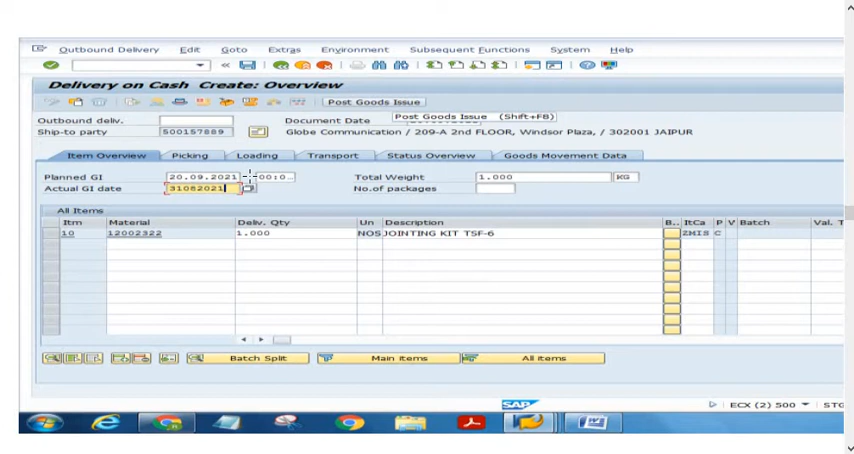 Outbound Delivery Edit Goto Extras Environment Subsequent Functions System Help
Delivery on Cash Create: Overview
Post Goods Issue
Outbound deliv. Document Date
Post Goods Issue (Shift+F8)
Ship-to party 500157889 Globe Communication / 209-A 2nd FLOOR, Windsor Plaza, / 302001 JAIPUR
Item Overview Picking Loading Transport Status Overview Goods Movement Data
Planned GI 20.09.2021 00:0.. Total Weight 1.000 KG
Actual GI date 31082021 No.of packages
All Items
Itm Material Deliv. Qty Un Description B.. ItCa P V Batch Val. T
10 12002322 1.000 NOS JOINTING KIT TSF-6 ZMIS C
Batch Split Main items All items
SAP ECX (2) 500 STO